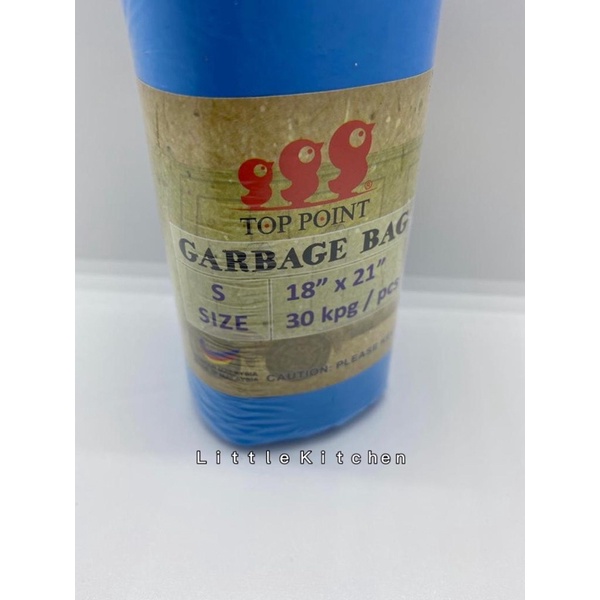 TOP POINT
GARBAGE BAG
S 18” x 21”
SIZE 30 kpg / pcs
CAUTION: PLEASE
LittleKitchen